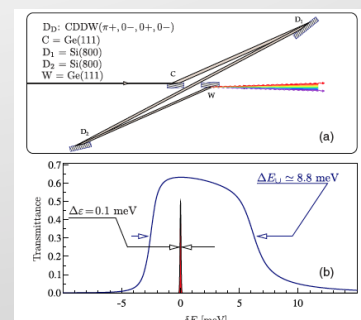 D_D: CDDW(π+, 0−, 0+, 0−)
C = Ge(111)
D₁ = Si(800)
D₂ = Si(800)
W = Ge(111)
D₁
C
W
D₂
(a)
0.7
0.6
0.5
0.4
0.3
0.2
0.1
0.0
Transmittance
Δε=0.1 meV
ΔE∪ ≃ 8.8 meV
(b)
-5
0
5
10
δE [meV]